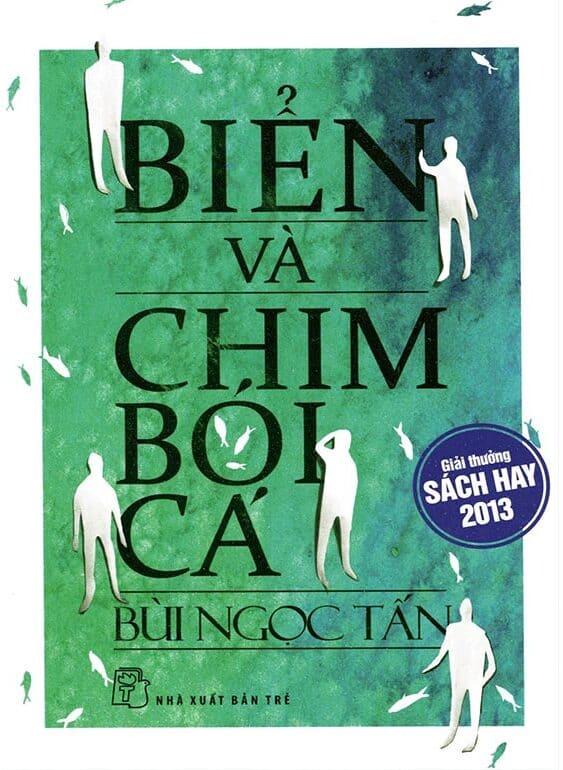 BIỂN
VÀ
CHIM
BÓI
CÁ
Giải thưởng
SÁCH HAY
2013
BÙI NGỌC TẤN
NHÀ XUẤT BẢN TRẺ